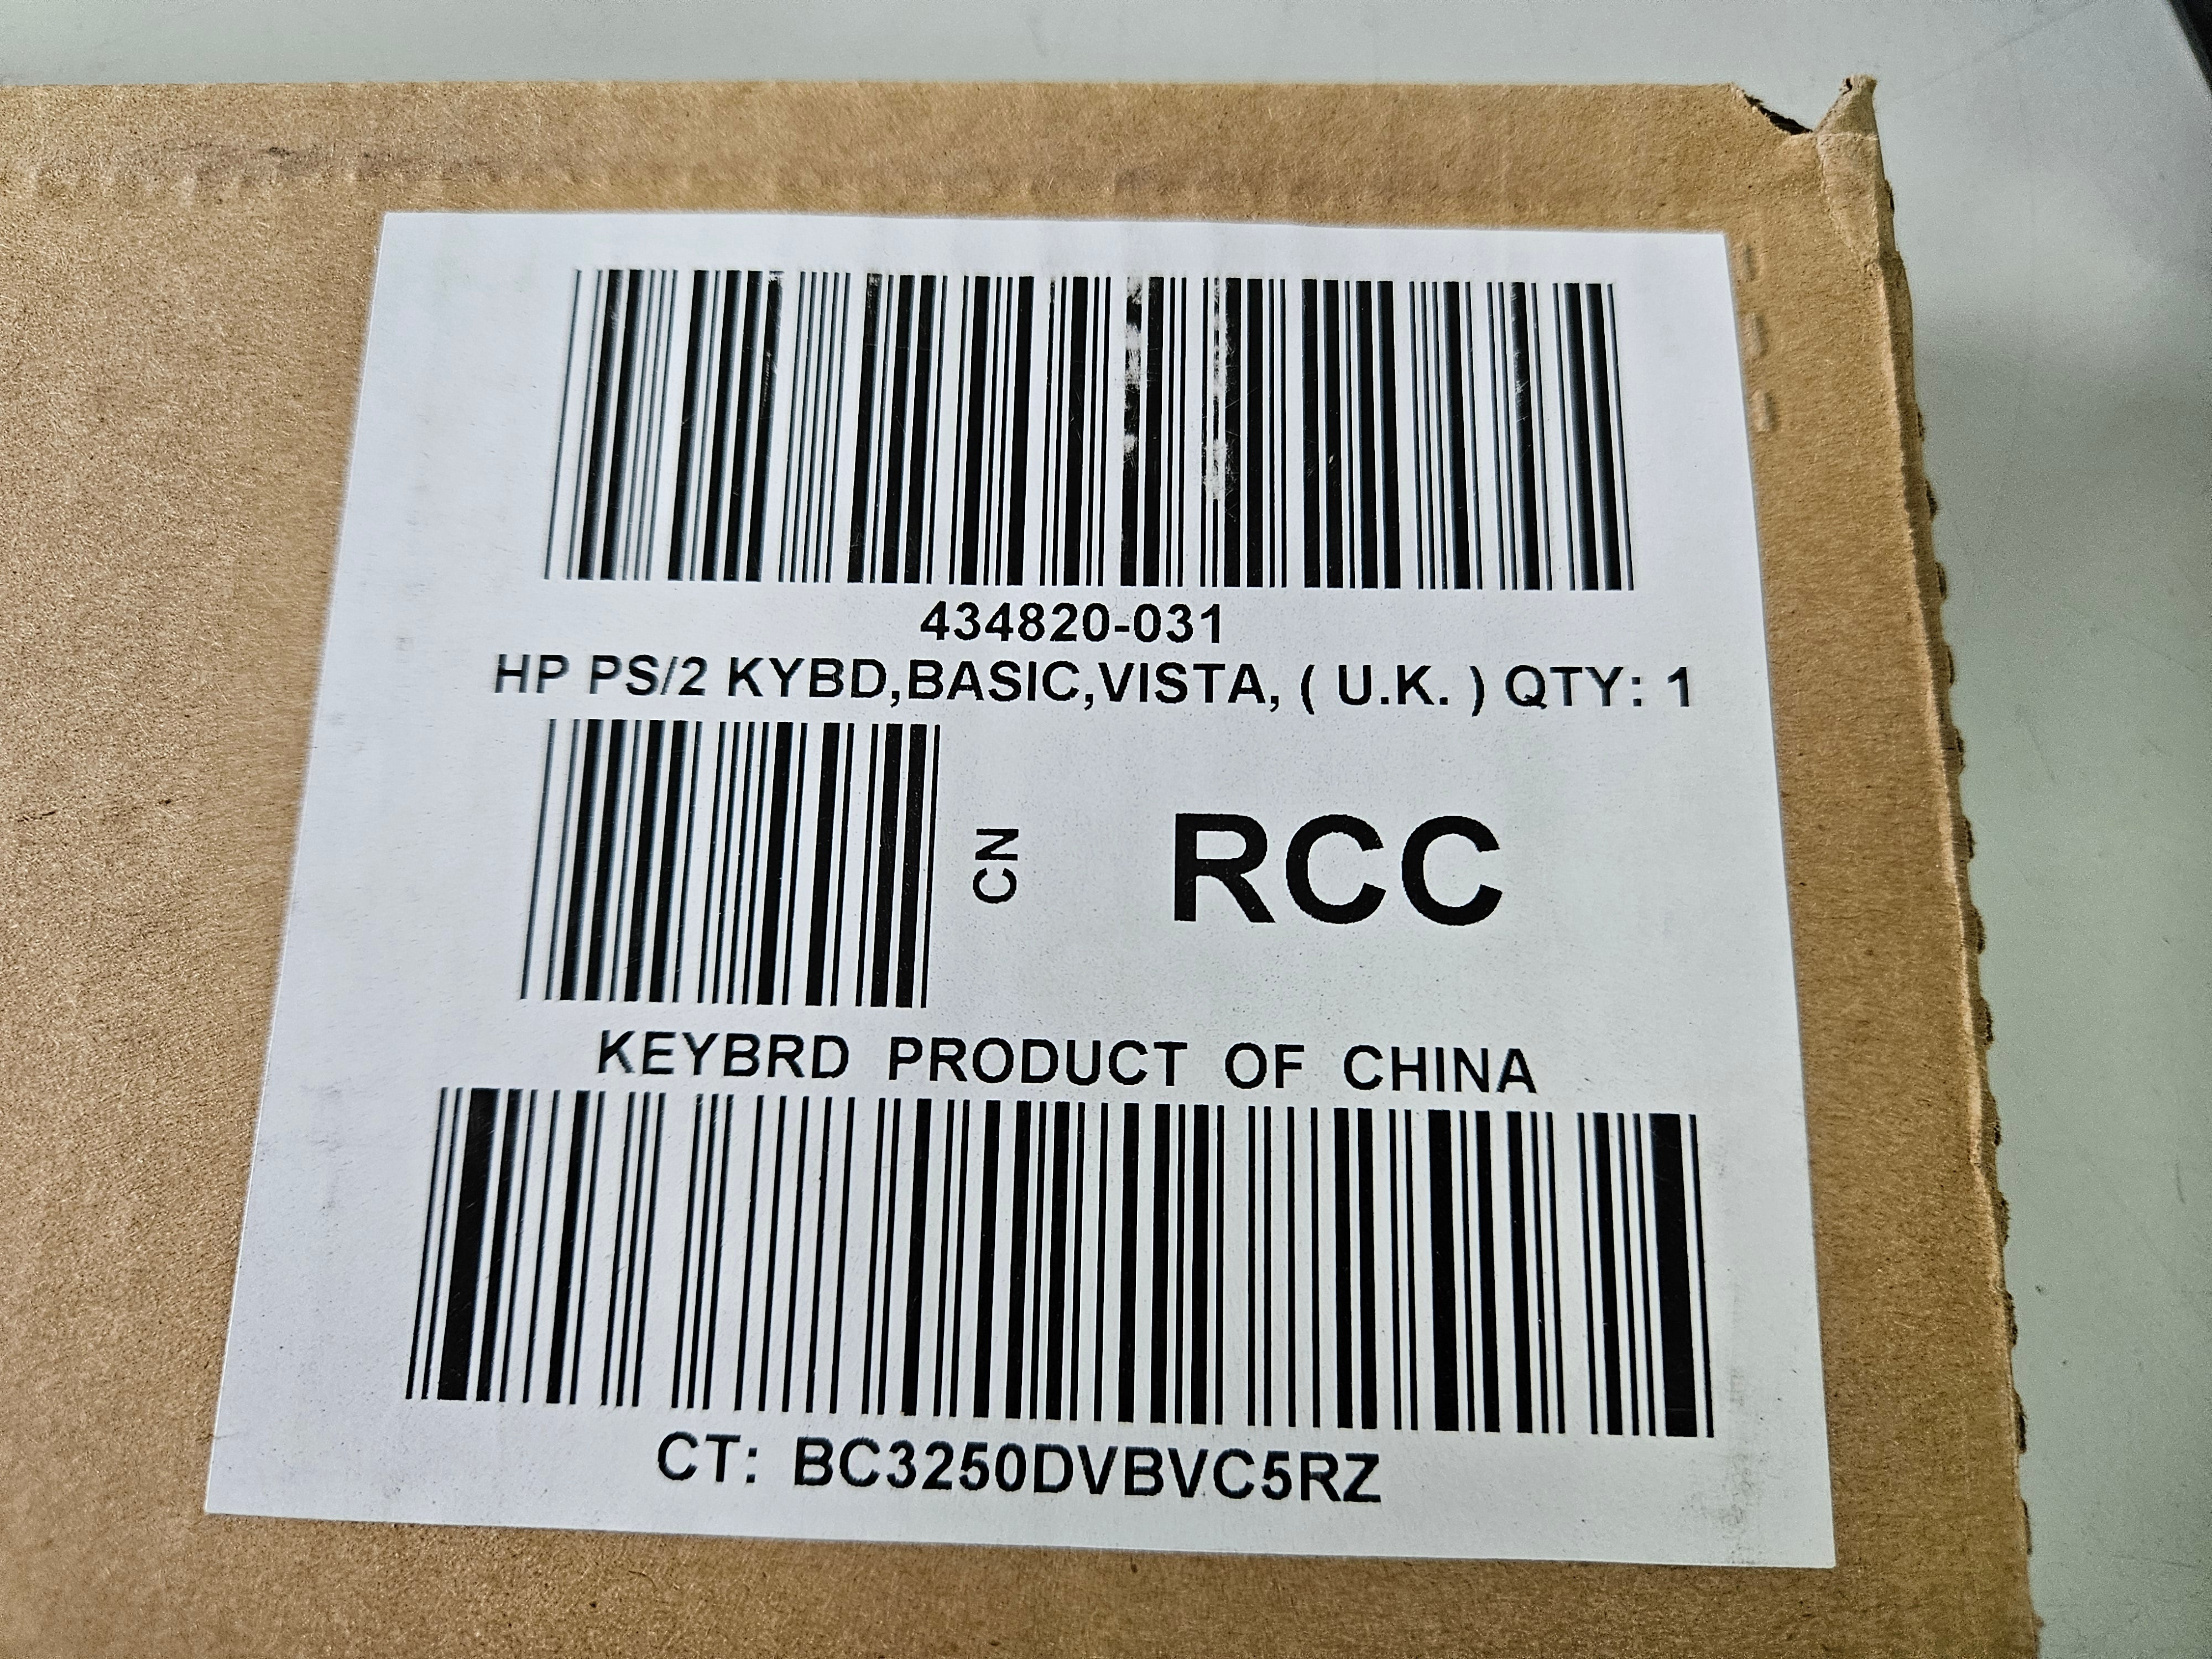 434820-031
HP PS/2 KYBD,BASIC,VISTA, ( U.K. ) QTY: 1
CN
RCC
KEYBRD PRODUCT OF CHINA
CT: BC3250DVBVC5RZ